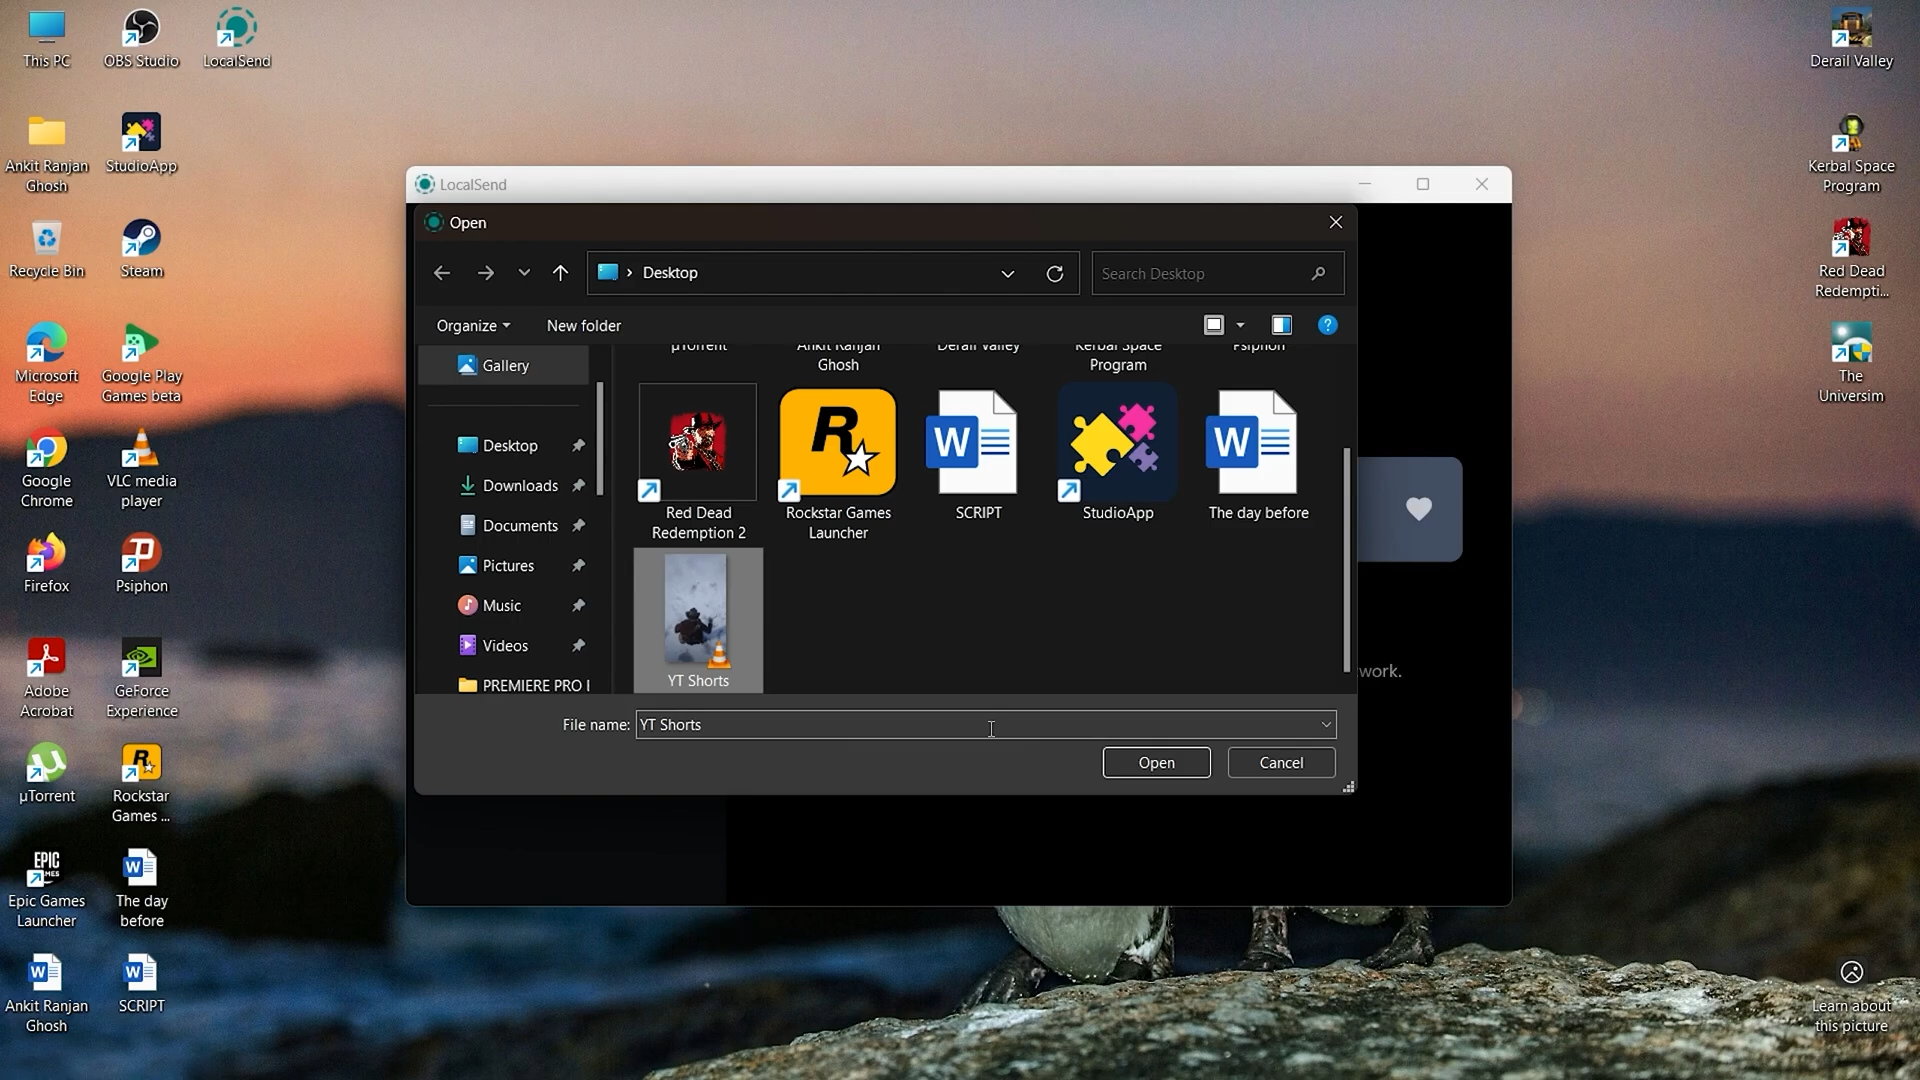 This PC
OBS Studio
LocalSend
Ankit Ranjan
Ghosh
StudioApp
Recycle Bin
Steam
Microsoft
Edge
Google Play
Games beta
Google
Chrome
VLC media
player
Firefox
Psiphon
Adobe
Acrobat
GeForce
Experience
µTorrent
Rockstar
Games ...
EPIC
GAMES
Epic Games
Launcher
The day
before
Ankit Ranjan
Ghosh
SCRIPT
LocalSend
Open
Desktop
Search Desktop
Organize
New folder
Gallery
Desktop
Downloads
Documents
Pictures
Music
Videos
PREMIERE PRO
µTorrent
Ankit Ranjan
Ghosh
Derail Valley
Kerbal Space
Program
Psiphon
Red Dead
Redemption 2
Rockstar Games
Launcher
SCRIPT
StudioApp
The day before
YT Shorts
File name: YT Shorts
Open
Cancel
work.
Derail Valley
Kerbal Space
Program
Red Dead
Redempti...
The
Universim
Learn about
this picture